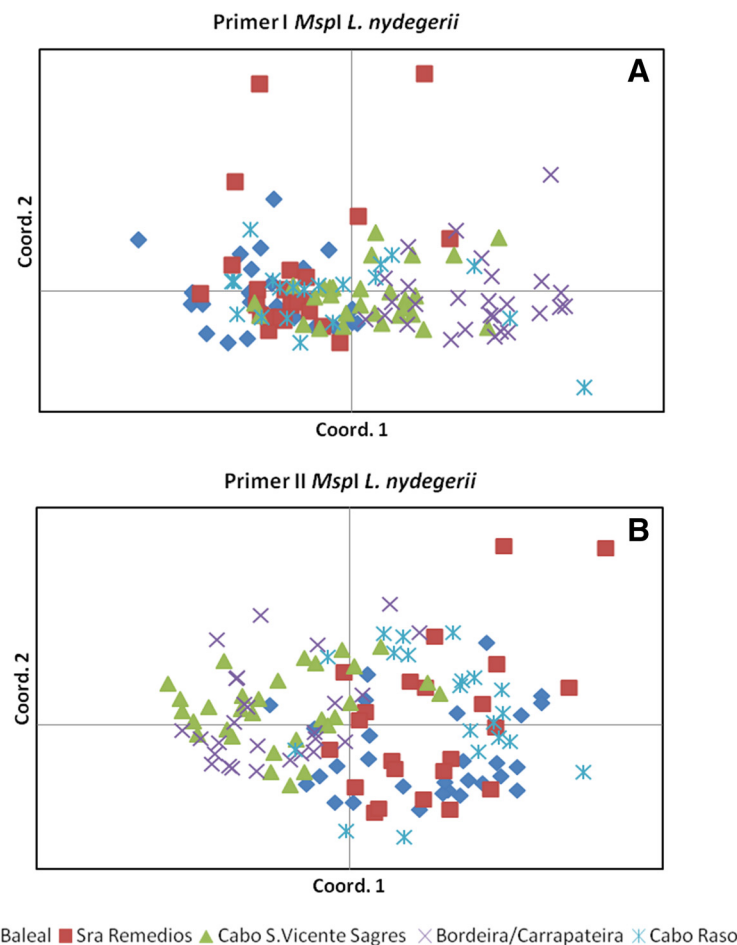 Primer I MspI L. nydegerii
A
Coord. 2
Coord. 1
Primer II MspI L. nydegerii
B
Coord. 2
Coord. 1
Baleal Sra Remedios Cabo S.Vicente Sagres Bordeira/Carrapateira Cabo Raso